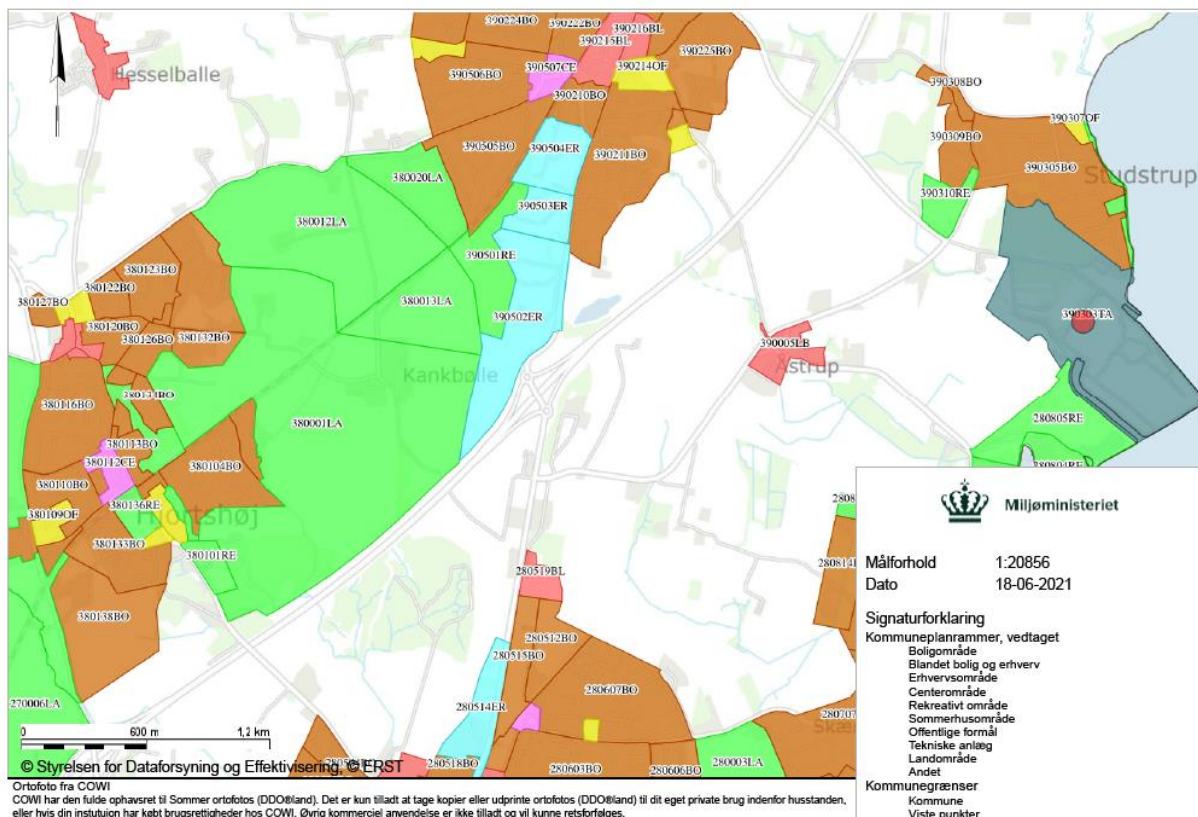 390224BO
390222BO
390216BL
390215BL
390225BO
Hesselballe
390507CE
390506BO
390214OF
390210BO
390308BO
390307OF
390309BO
390505BO
390504ER
390211BO
390305BO
Studstrup
380020LA
390310RE
390503ER
380012LA
390501RE
380123BO
380122BO
380127BO
380013LA
390502ER
390303TA
380120BO
380126BO
380132BO
390005LB
Åstrup
Kankbølle
380116BO
380001LA
280805RE
380113BO
380112CE
380104BO
280804RE
380110BO
380136RE
380109OF
Hjortshøj
380133BO
380101RE
280519BL
380138BO
280512BO
280515BO
280607BO
270006LA
280514ER
280518BO
280603BO
280606BO
280003LA
0 600 m 1,2 km
© Styrelsen for Dataforsyning og Effektivisering, © ERST
Ortofoto fra COWI
COWI har den fulde ophavsret til Sommer ortofotos (DDO®land). Det er kun tilladt at tage kopier eller udprinte ortofotos (DDO®land) til dit eget private brug indenfor husstanden,
eller hvis din instutuion har købt brugsrettigheder hos COWI. Øvrig kommerciel anvendelse er ikke tilladt og vil kunne retsforfølges.
Miljøministeriet
Målforhold 1:20856
Dato 18-06-2021
Signaturforklaring
Kommuneplanrammer, vedtaget
Boligområde
Blandet bolig og erhverv
Erhvervsområde
Centerområde
Rekreativt område
Sommerhusområde
Offentlige formål
Tekniske anlæg
Landområde
Andet
Kommunegrænser
Kommune
Viste punkter